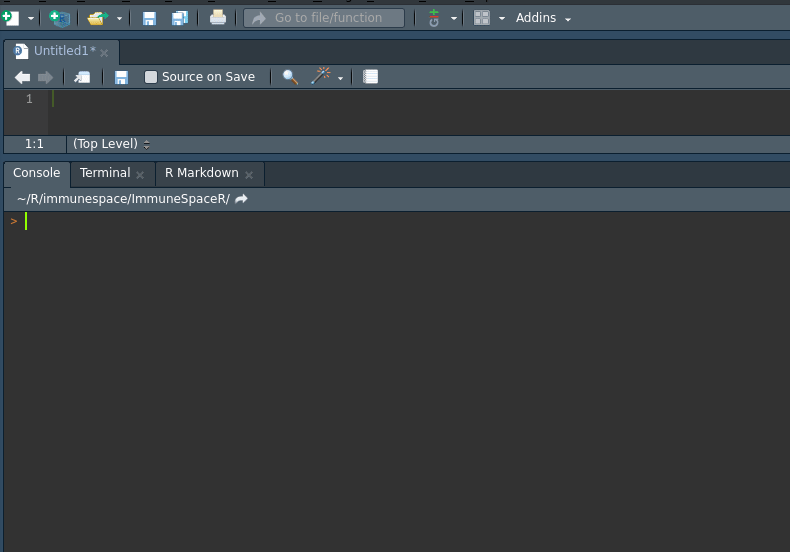 Go to file/function
Addins
Untitled1*
Source on Save
1
1:1 (Top Level)
Console Terminal R Markdown
~/R/immunespace/ImmuneSpaceR/
>